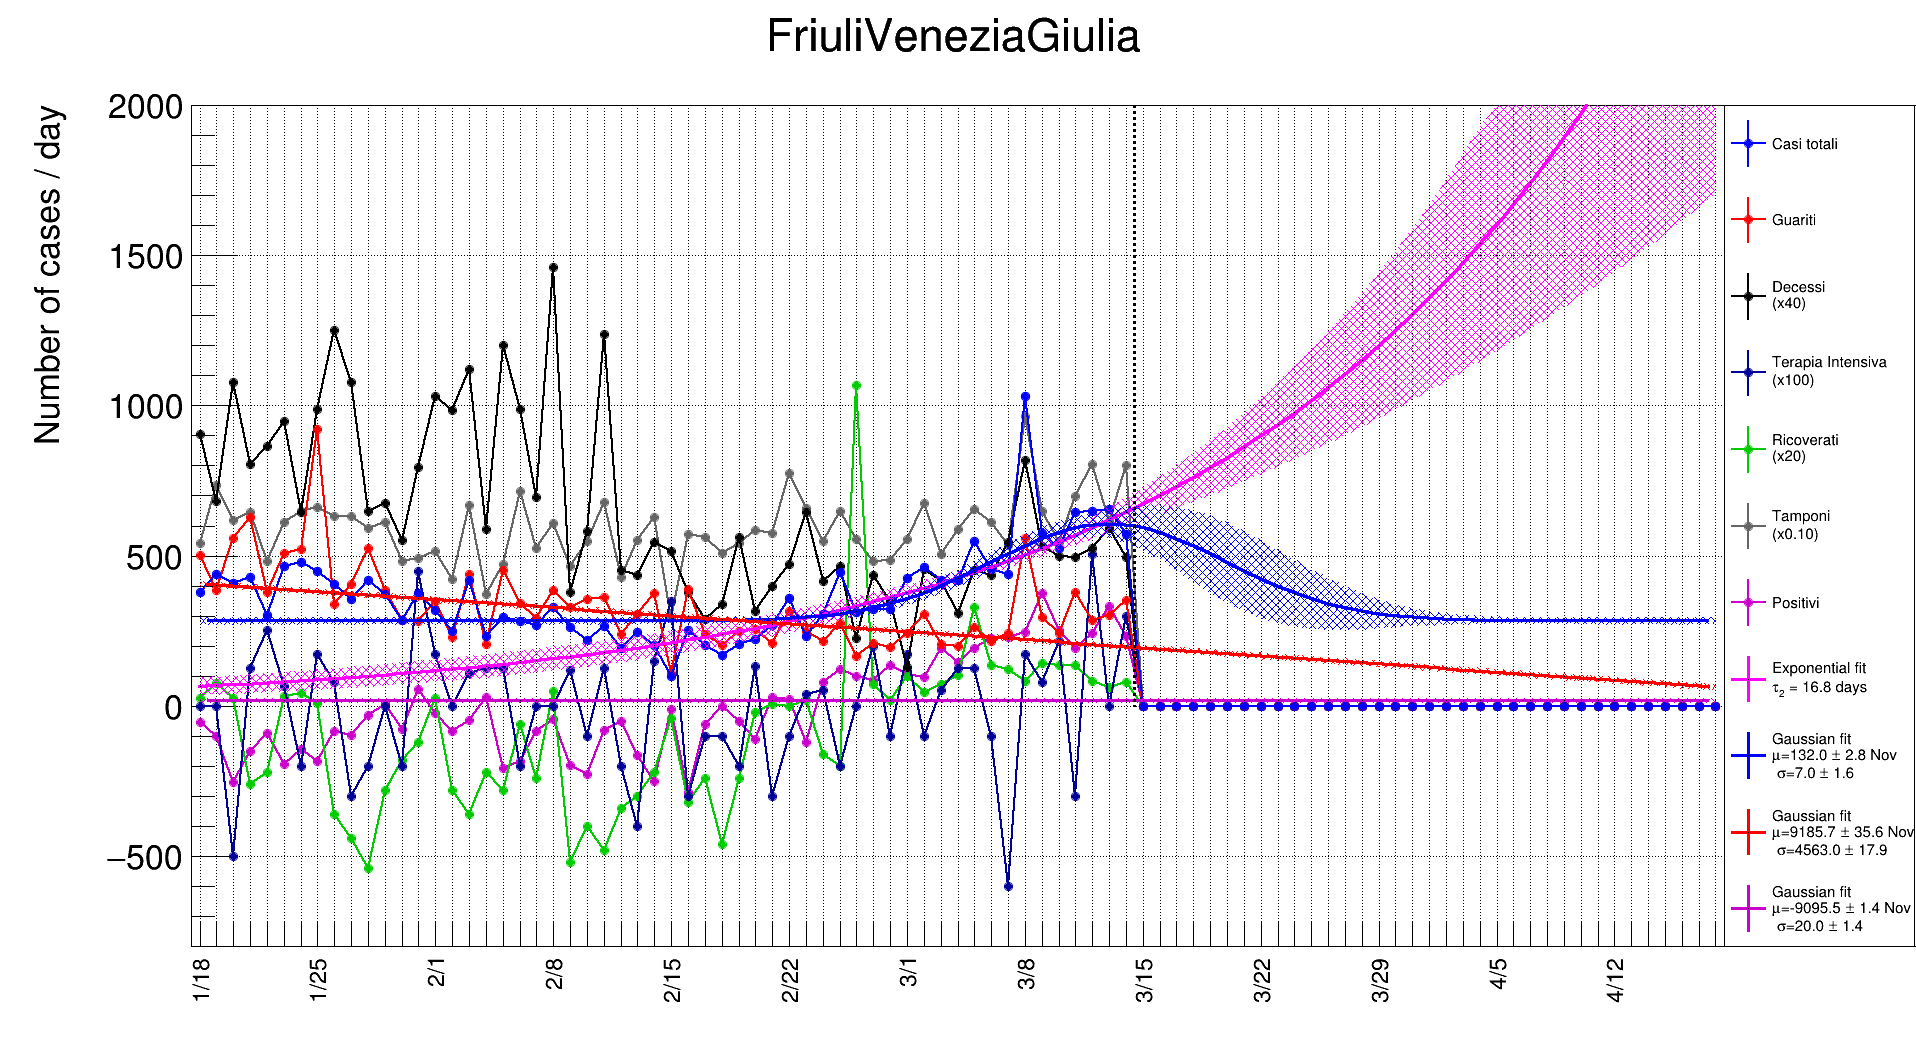 FriuliVeneziaGiulia
Number of cases / day
2000
1500
1000
500
0
−500
1/18
1/25
2/1
2/8
2/15
2/22
3/1
3/8
3/15
3/22
3/29
4/5
4/12
Casi totali
Guariti
Decessi
(x40)
Terapia Intensiva
(x100)
Ricoverati
(x20)
Tamponi
(x0.10)
Positivi
Exponential fit
τ₂ = 16.8 days
Gaussian fit
μ=132.0 ± 2.8 Nov
σ=7.0 ± 1.6
Gaussian fit
μ=9185.7 ± 35.6 Nov
σ=4563.0 ± 17.9
Gaussian fit
μ=-9095.5 ± 1.4 Nov
σ=20.0 ± 1.4